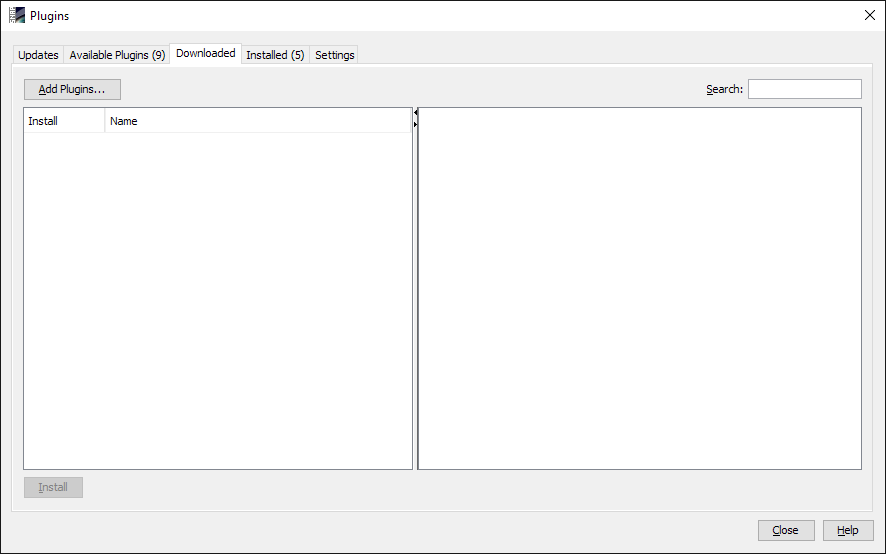 Plugins
Updates Available Plugins (9) Downloaded Installed (5) Settings
Add Plugins... Search:
Install Name
Install
Close Help